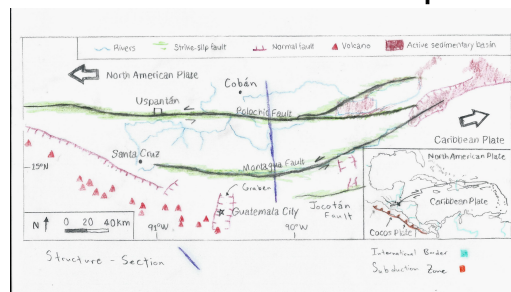 Rivers
Strike-slip fault
Normal fault
Volcano
Active sedimentary basin
North American Plate
Cobán
Uspantán
Polochic Fault
Caribbean Plate
Santa Cruz
15°N
Motagua Fault
Graben
Guatemala City
Jocotán
Fault
N
0 20 40Km
91°W
90°W
North American Plate
Caribbean Plate
Cocos Plate
Structure - Section
International Border
Subduction Zone